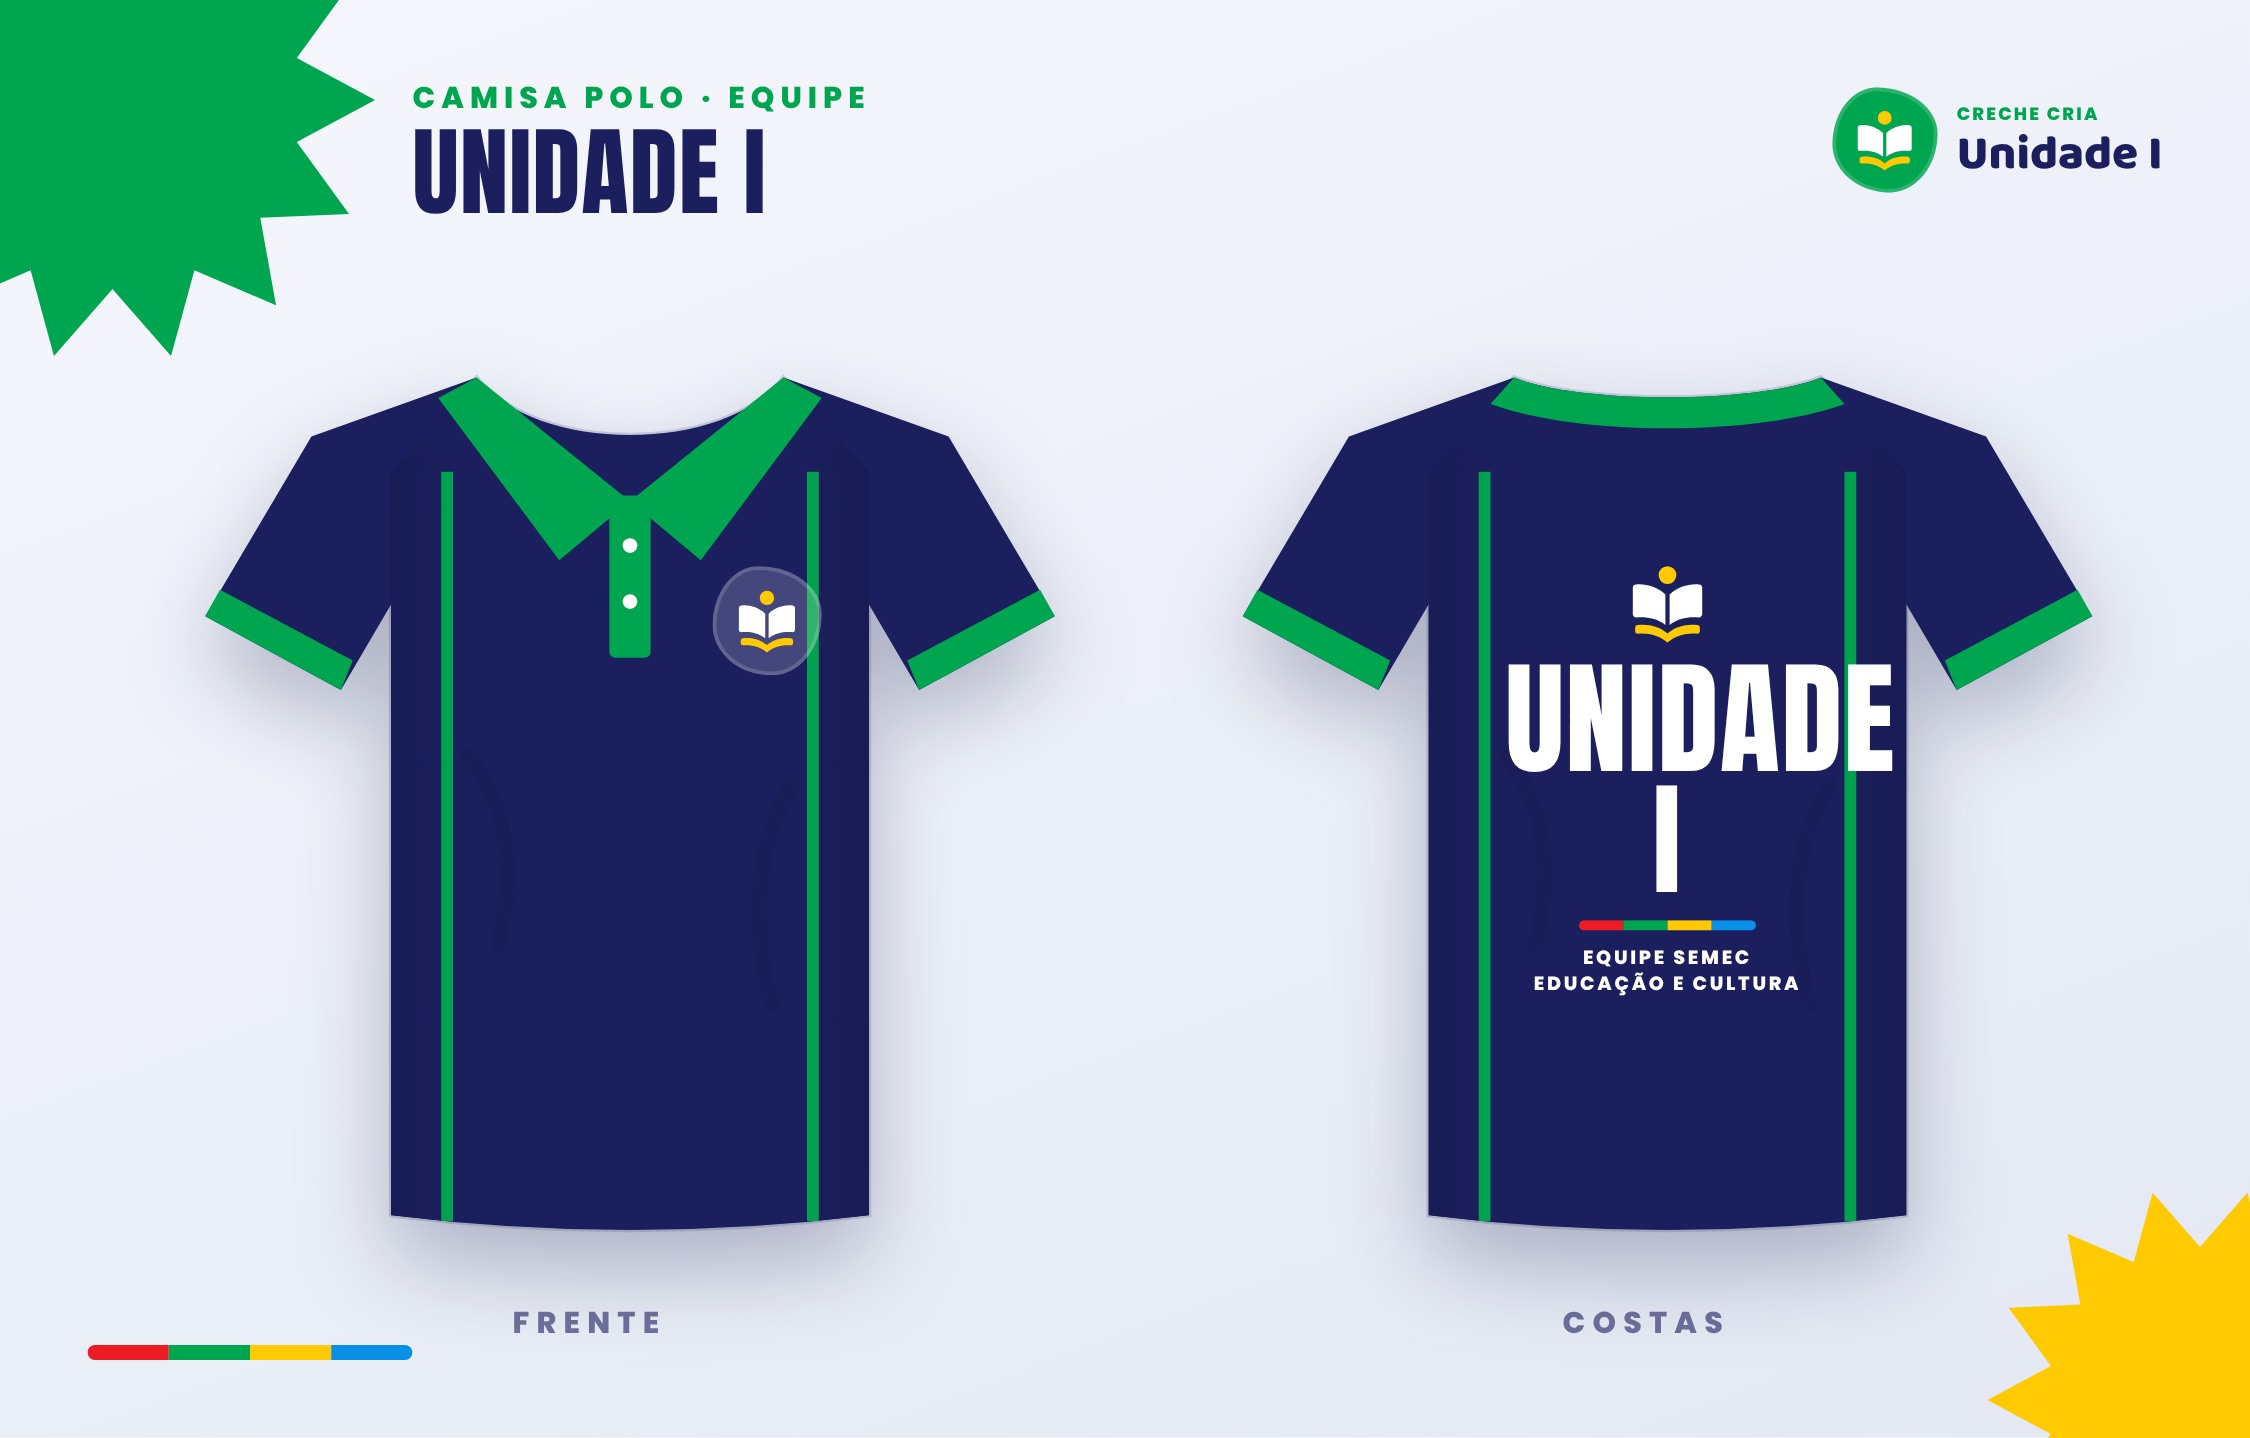 CAMISA POLO · EQUIPE
UNIDADE I
CRECHE CRIA
Unidade I
UNIDADE
I
EQUIPE SEMEC
EDUCAÇÃO E CULTURA
FRENTE
COSTAS